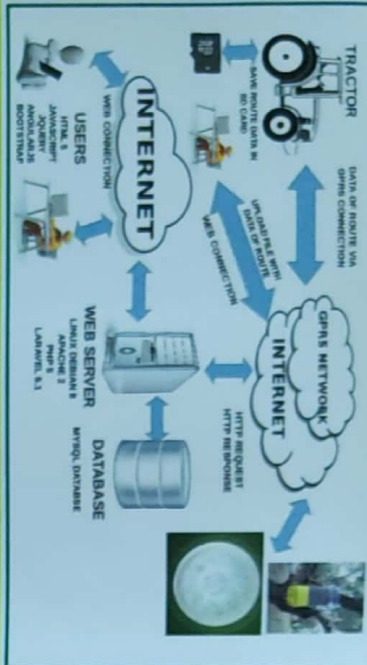 TRACTOR
DATA OF ROUTE VIA
GPRS CONNECTION
SAVE ROUTE DATA IN
SD CARD
UPLOAD FILE WITH
DATA OF ROUTE
WEB CONNECTION
GPRS NETWORK
INTERNET
HTTP REQUEST
HTTP RESPONSE
INTERNET
WEB CONNECTION
USERS
HTML 5
JAVASCRIPT
JQUERY
ANGULARJS
BOOTSTRAP
WEB SERVER
LINUX DEBIAN 8
APACHE 2
PHP 5
LARAVEL 5.1
DATABASE
MYSQL DATABSE